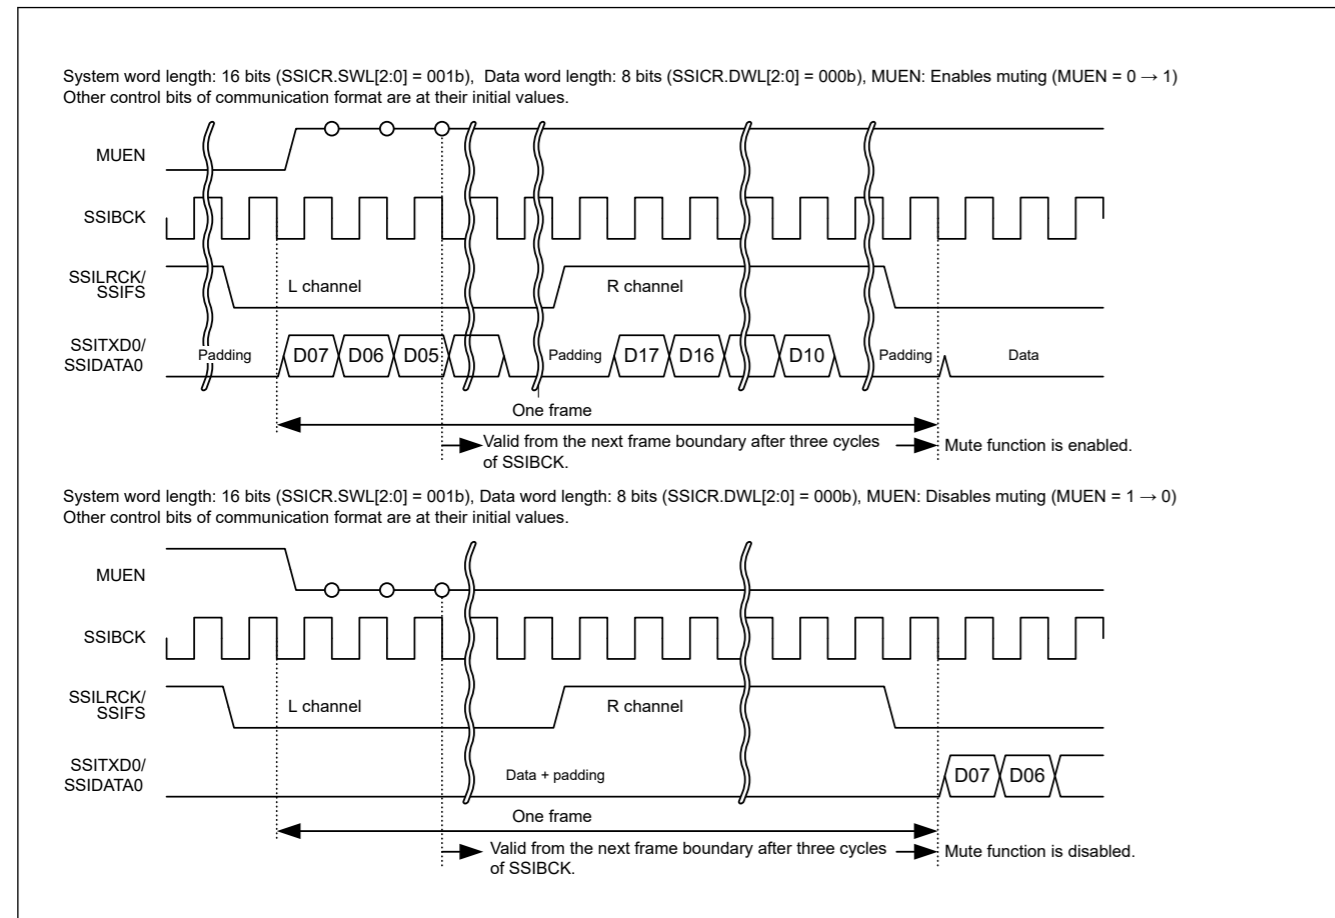 System word length: 16 bits (SSICR.SWL[2:0] = 001b), Data word length: 8 bits (SSICR.DWL[2:0] = 000b), MUEN: Enables muting (MUEN = 0 → 1)
Other control bits of communication format are at their initial values.
MUEN
SSIBCK
SSILRCK/
SSIFS
L channel
R channel
SSITXD0/
SSIDATA0
Padding
D07
D06
D05
Padding
D17
D16
D10
Padding
Data
One frame
Valid from the next frame boundary after three cycles
of SSIBCK.
Mute function is enabled.
System word length: 16 bits (SSICR.SWL[2:0] = 001b), Data word length: 8 bits (SSICR.DWL[2:0] = 000b), MUEN: Disables muting (MUEN = 1 → 0)
Other control bits of communication format are at their initial values.
MUEN
SSIBCK
SSILRCK/
SSIFS
L channel
R channel
SSITXD0/
SSIDATA0
Data + padding
D07
D06
One frame
Valid from the next frame boundary after three cycles
of SSIBCK.
Mute function is disabled.